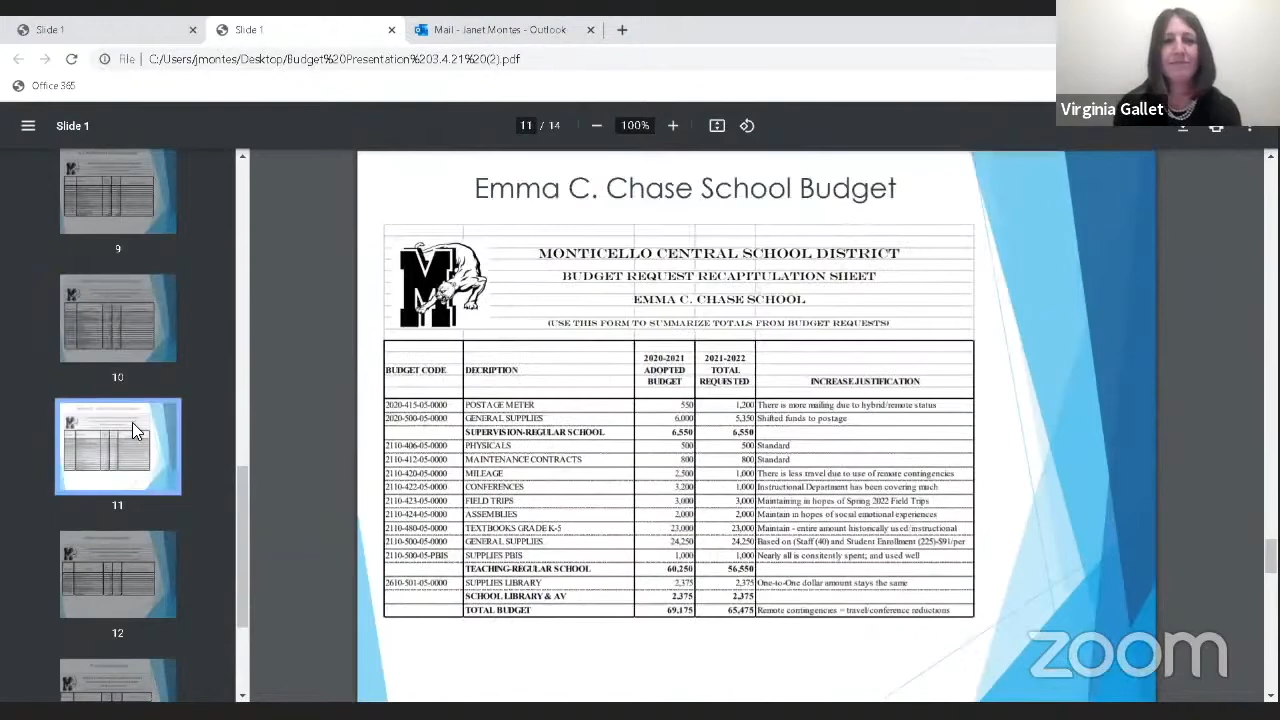 Slide 1
Slide 1
Mail - Janet Montes - Outlook
File | C:/Users/jmontes/Desktop/Budget%20Presentation%203.4.21%20(2).pdf
Office 365
Virginia Gallet
Slide 1
11 / 14
100%
9
10
11
12
Emma C. Chase School Budget
MONTICELLO CENTRAL SCHOOL DISTRICT
BUDGET REQUEST RECAPITULATION SHEET
EMMA C. CHASE SCHOOL
(USE THIS FORM TO SUMMARIZE TOTALS FROM BUDGET REQUESTS)
M
BUDGET CODE DECRIPTION 2020-2021 ADOPTED BUDGET 2021-2022 TOTAL REQUESTED INCREASE JUSTIFICATION
2020-415-05-0000 POSTAGE METER 550 1,200 There is more mailing due to hybrid/remote status
2020-500-05-0000 GENERAL SUPPLIES 6,000 5,350 Shifted funds to postage
SUPERVISION-REGULAR SCHOOL 6,550 6,550
2110-406-05-0000 PHYSICALS 500 500 Standard
2110-412-05-0000 MAINTENANCE CONTRACTS 800 800 Standard
2110-420-05-0000 MILEAGE 2,500 1,000 There is less travel due to use of remote contingencies
2110-422-05-0000 CONFERENCES 3,200 1,000 Instructional Department has been covering much
2110-423-05-0000 FIELD TRIPS 3,000 3,000 Maintaining in hopes of Spring 2022 Field Trips
2110-424-05-0000 ASSEMBLIES 2,000 2,000 Maintain in hopes of social emotional experiences
2110-480-05-0000 TEXTBOOKS GRADE K-5 23,000 23,000 Maintain - entire amount historically used/instructional
2110-500-05-0000 GENERAL SUPPLIES 24,250 24,250 Based on (Staff (40) and Student Enrollment (225)-$91/per
2110-500-05-PBIS SUPPLIES PBIS 1,000 1,000 Nearly all is consitently spent; and used well
TEACHING-REGULAR SCHOOL 60,250 56,550
2610-501-05-0000 SUPPLIES LIBRARY 2,375 2,375 One-to-One dollar amount stays the same
SCHOOL LIBRARY & AV 2,375 2,375
TOTAL BUDGET 69,175 65,475 Remote contingencies = travel/conference reductions
zoom